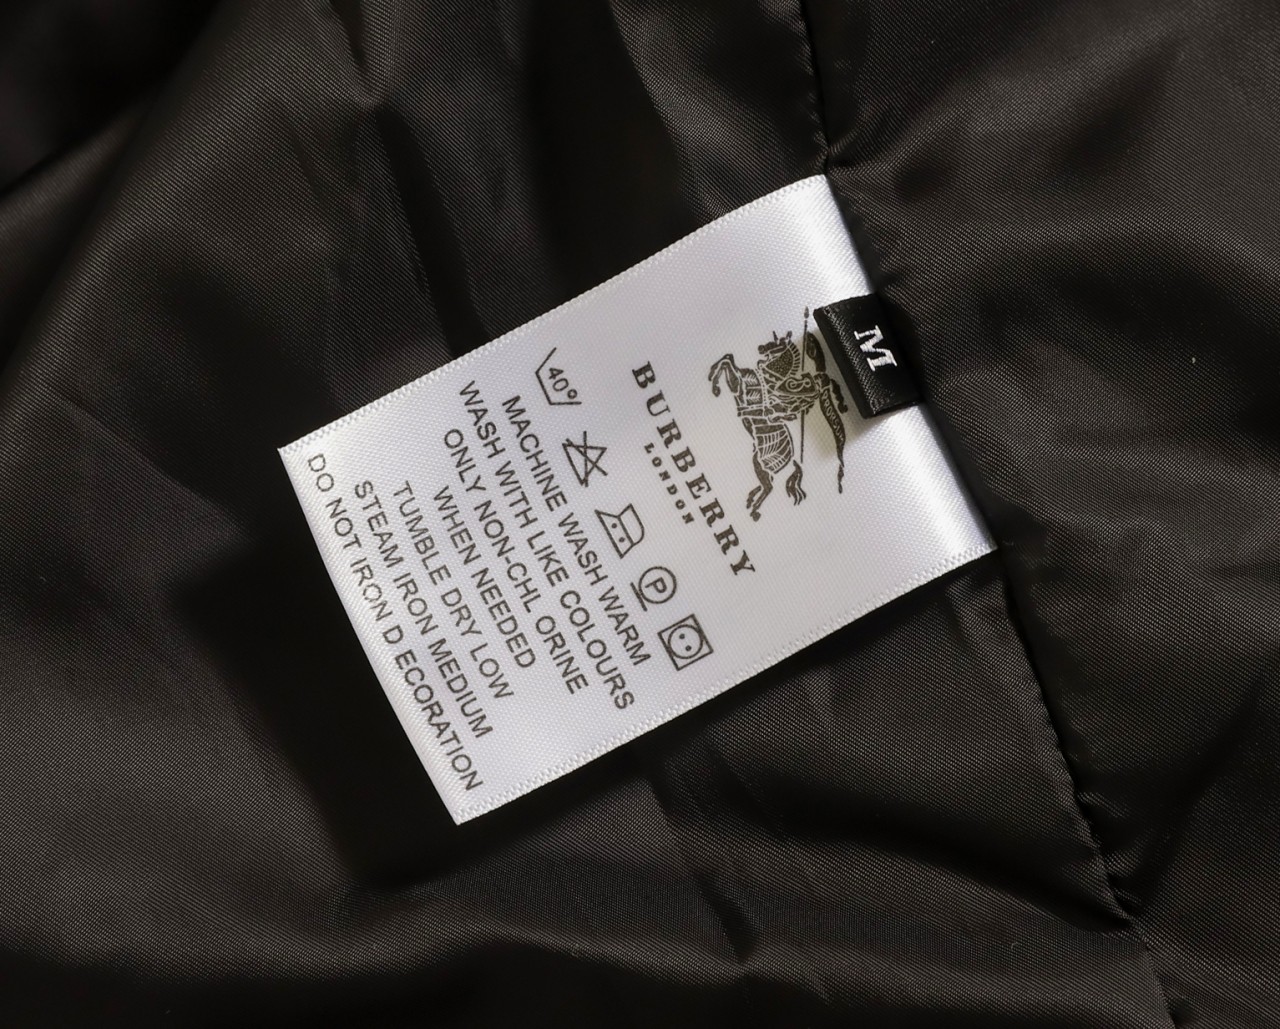 M
BURBERRY
LONDON
40°
P
MACHINE WASH WARM
WASH WITH LIKE COLOURS
ONLY NON-CHL ORINE
WHEN NEEDED
TUMBLE DRY LOW
STEAM IRON MEDIUM
DO NOT IRON D ECORATION